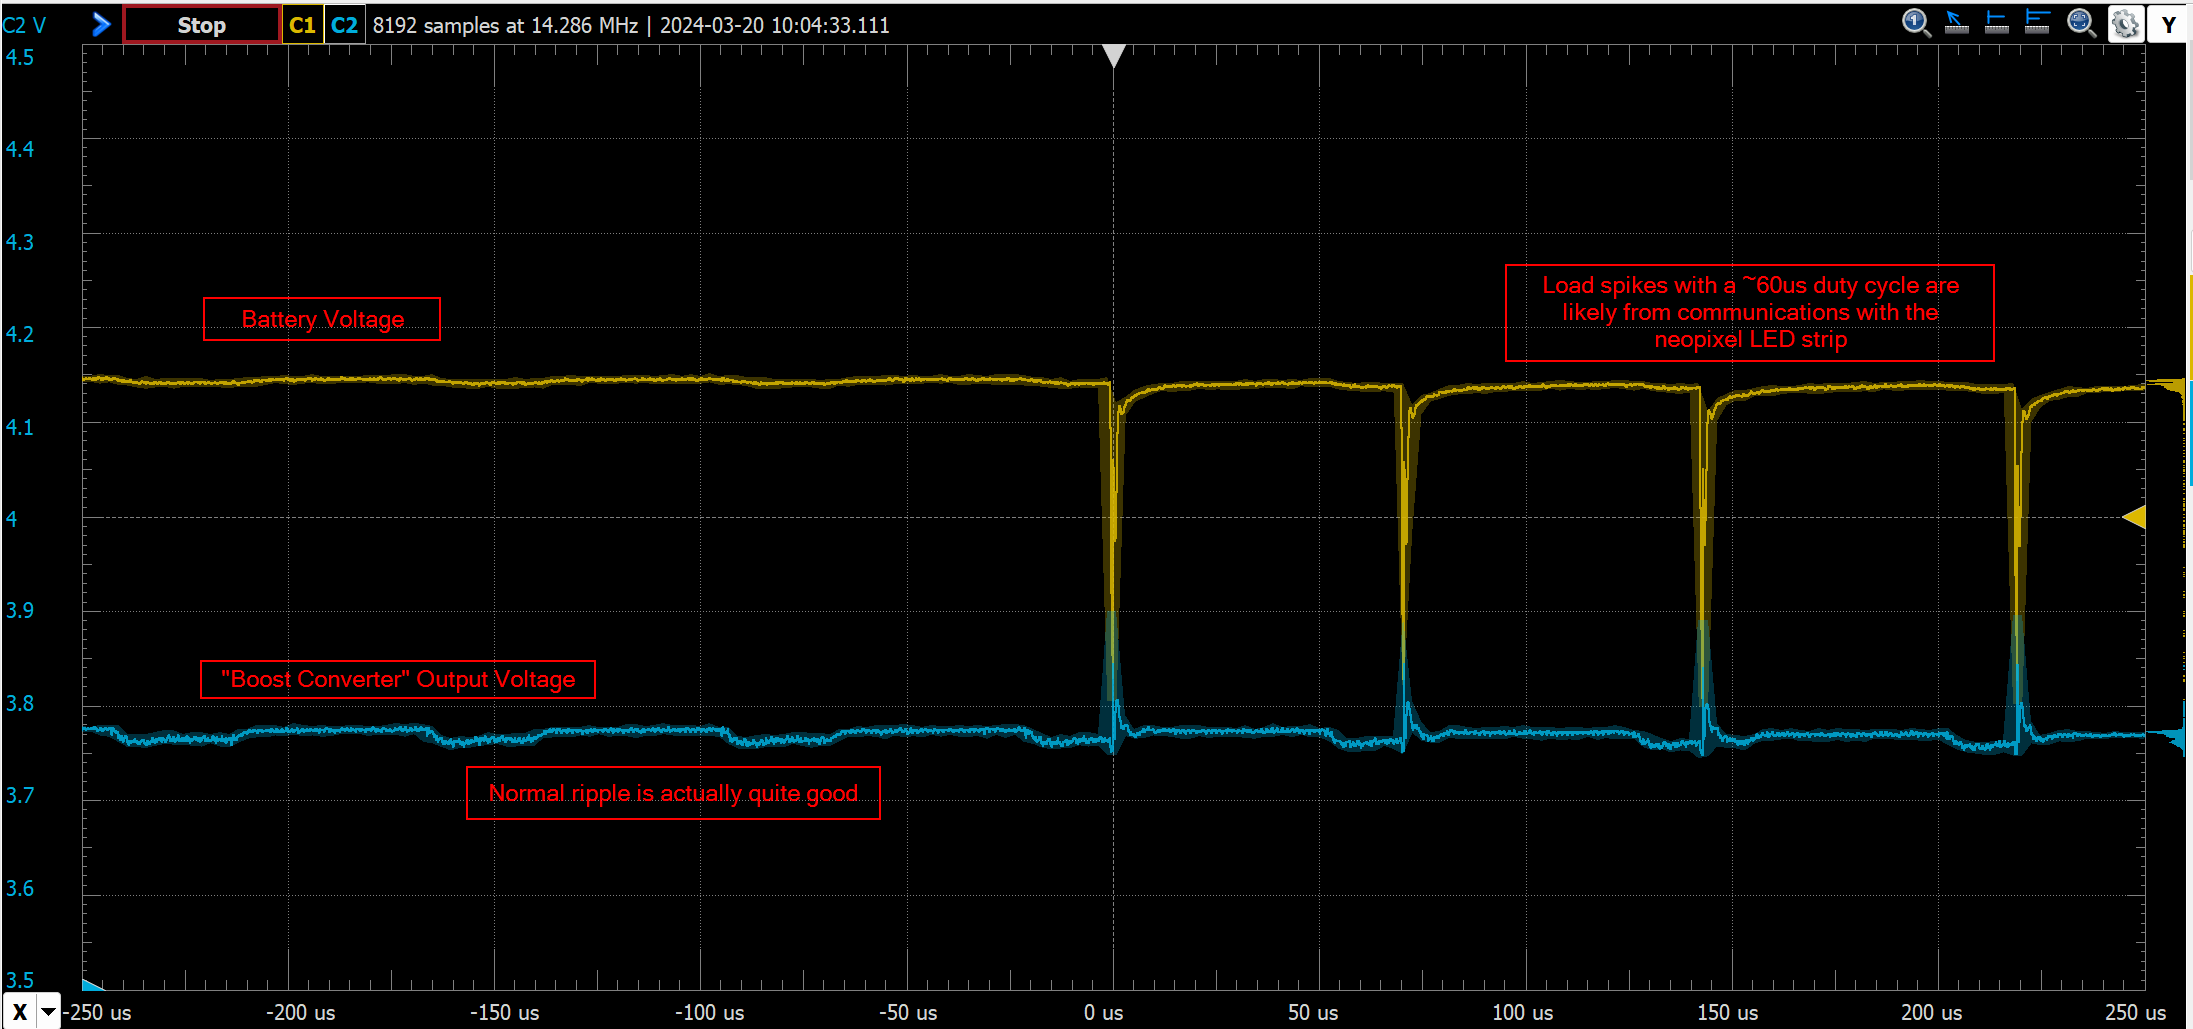 C2 V
Stop
C1
C2
8192 samples at 14.286 MHz | 2024-03-20 10:04:33.111
1
Y
4.5
4.4
4.3
4.2
4.1
4
3.9
3.8
3.7
3.6
3.5
Load spikes with a ~60us duty cycle are
likely from communications with the
neopixel LED strip
Battery Voltage
"Boost Converter" Output Voltage
Normal ripple is actually quite good
X
-250 us
-200 us
-150 us
-100 us
-50 us
0 us
50 us
100 us
150 us
200 us
250 us